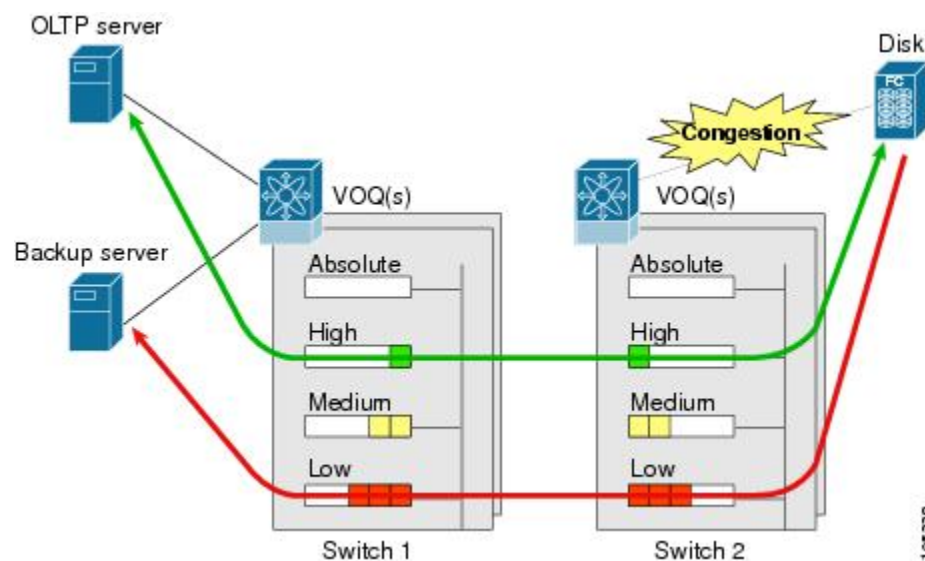 OLTP server
Disk
FC
Congestion
VOQ(s)
VOQ(s)
Backup server
Absolute
Absolute
High
High
Medium
Medium
Low
Low
Switch 1
Switch 2